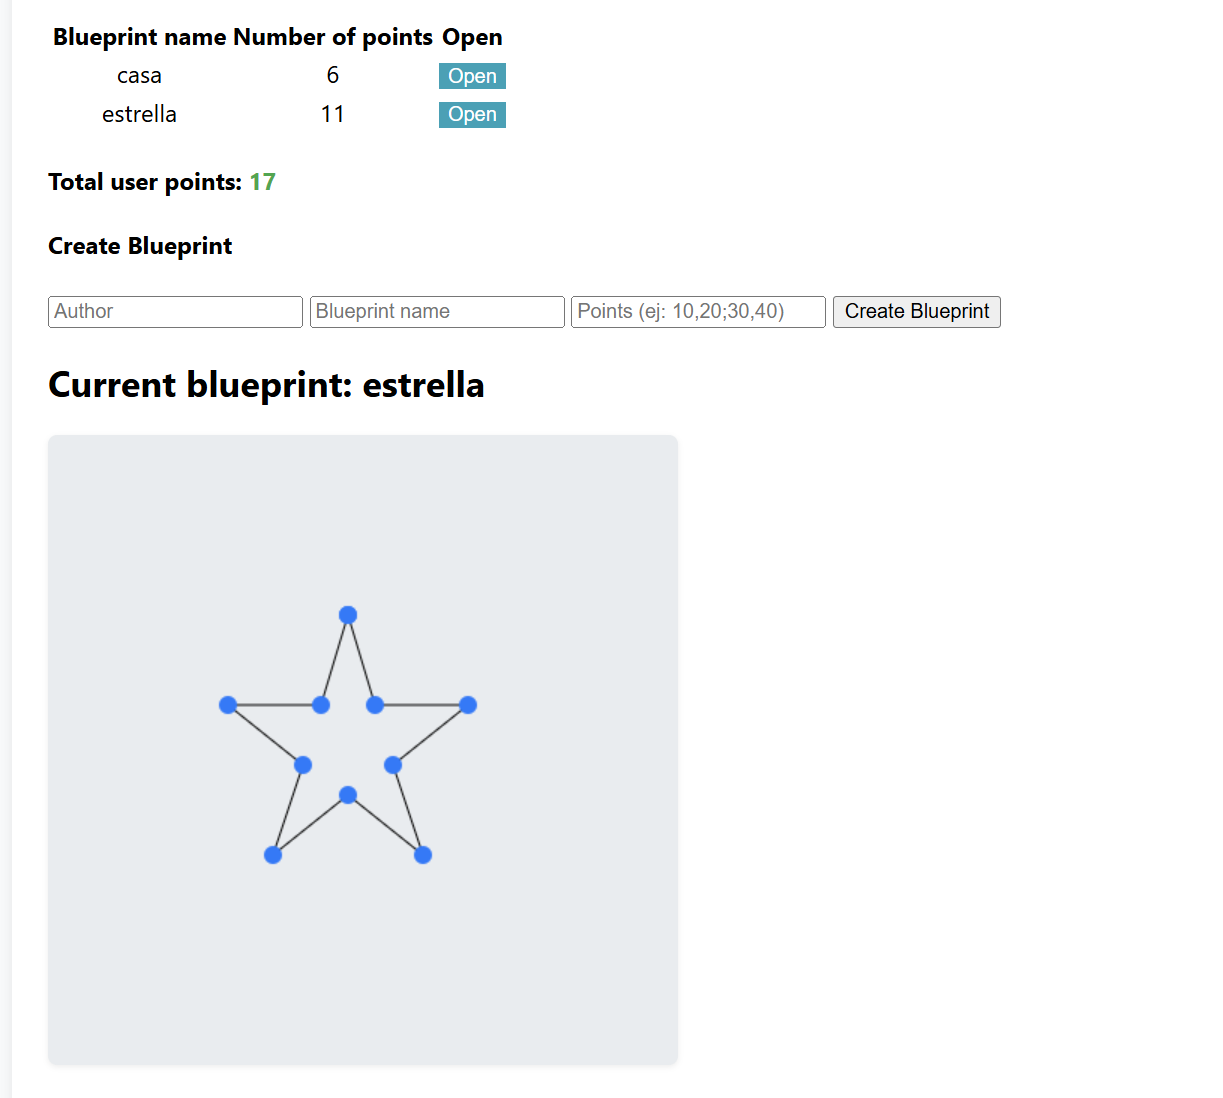 Blueprint name Number of points Open
casa 6 Open
estrella 11 Open
Total user points: 17
Create Blueprint
Author Blueprint name Points (ej: 10,20;30,40) Create Blueprint
Current blueprint: estrella